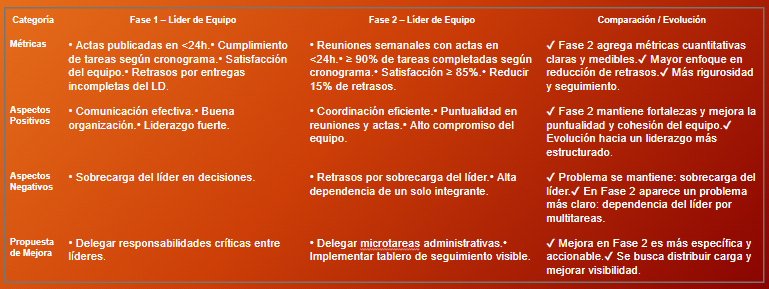 Categoría Fase 1 – Líder de Equipo Fase 2 – Líder de Equipo Comparación / Evolución
Métricas
• Actas publicadas en <24h.• Cumplimiento
de tareas según cronograma.• Satisfacción
del equipo.• Retrasos por entregas
incompletas del LD.
• Reuniones semanales con actas en
<24h.• ≥ 90% de tareas completadas según
cronograma.• Satisfacción ≥ 85%.• Reducir
15% de retrasos.
✔ Fase 2 agrega métricas cuantitativas
claras y medibles.✔ Mayor enfoque en
reducción de retrasos.✔ Más rigurosidad
y seguimiento.
Aspectos
Positivos
• Comunicación efectiva.• Buena
organización.• Liderazgo fuerte.
• Coordinación eficiente.• Puntualidad en
reuniones y actas.• Alto compromiso del
equipo.
✔ Fase 2 mantiene fortalezas y mejora la
puntualidad y cohesión del equipo.✔
Evolución hacia un liderazgo más
estructurado.
Aspectos
Negativos
• Sobrecarga del líder en decisiones.
• Retrasos por sobrecarga del líder.• Alta
dependencia de un solo integrante.
✔ Problema se mantiene: sobrecarga del
líder.✔ En Fase 2 aparece un problema
más claro: dependencia del líder por
multitareas.
Propuesta
de Mejora
• Delegar responsabilidades críticas entre
líderes.
• Delegar microtareas administrativas.•
Implementar tablero de seguimiento visible.
✔ Mejora en Fase 2 es más específica y
accionable.✔ Se busca distribuir carga y
mejorar visibilidad.